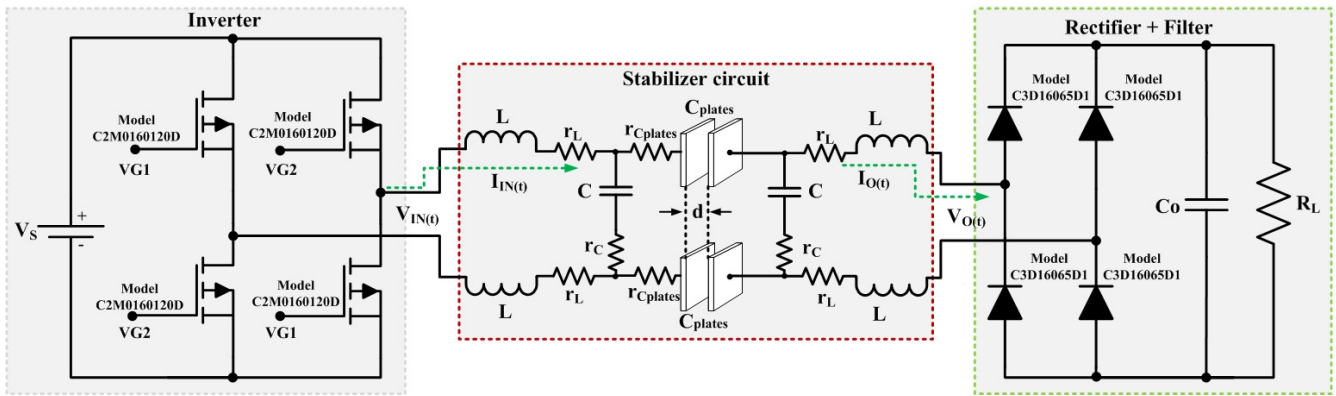 Inverter
Model
C2M0160120D
VG1
Model
C2M0160120D
VG2
VS
+
-
Model
C2M0160120D
VG2
Model
C2M0160120D
VG1
VIN(t)
IIN(t)
Stabilizer circuit
L
rL
rCplates
Cplates
rL
L
C
C
d
IO(t)
VO(t)
rC
rC
L
rL
rCplates
Cplates
rL
L
Rectifier + Filter
Model
C3D16065D1
Model
C3D16065D1
Co
RL
Model
C3D16065D1
Model
C3D16065D1